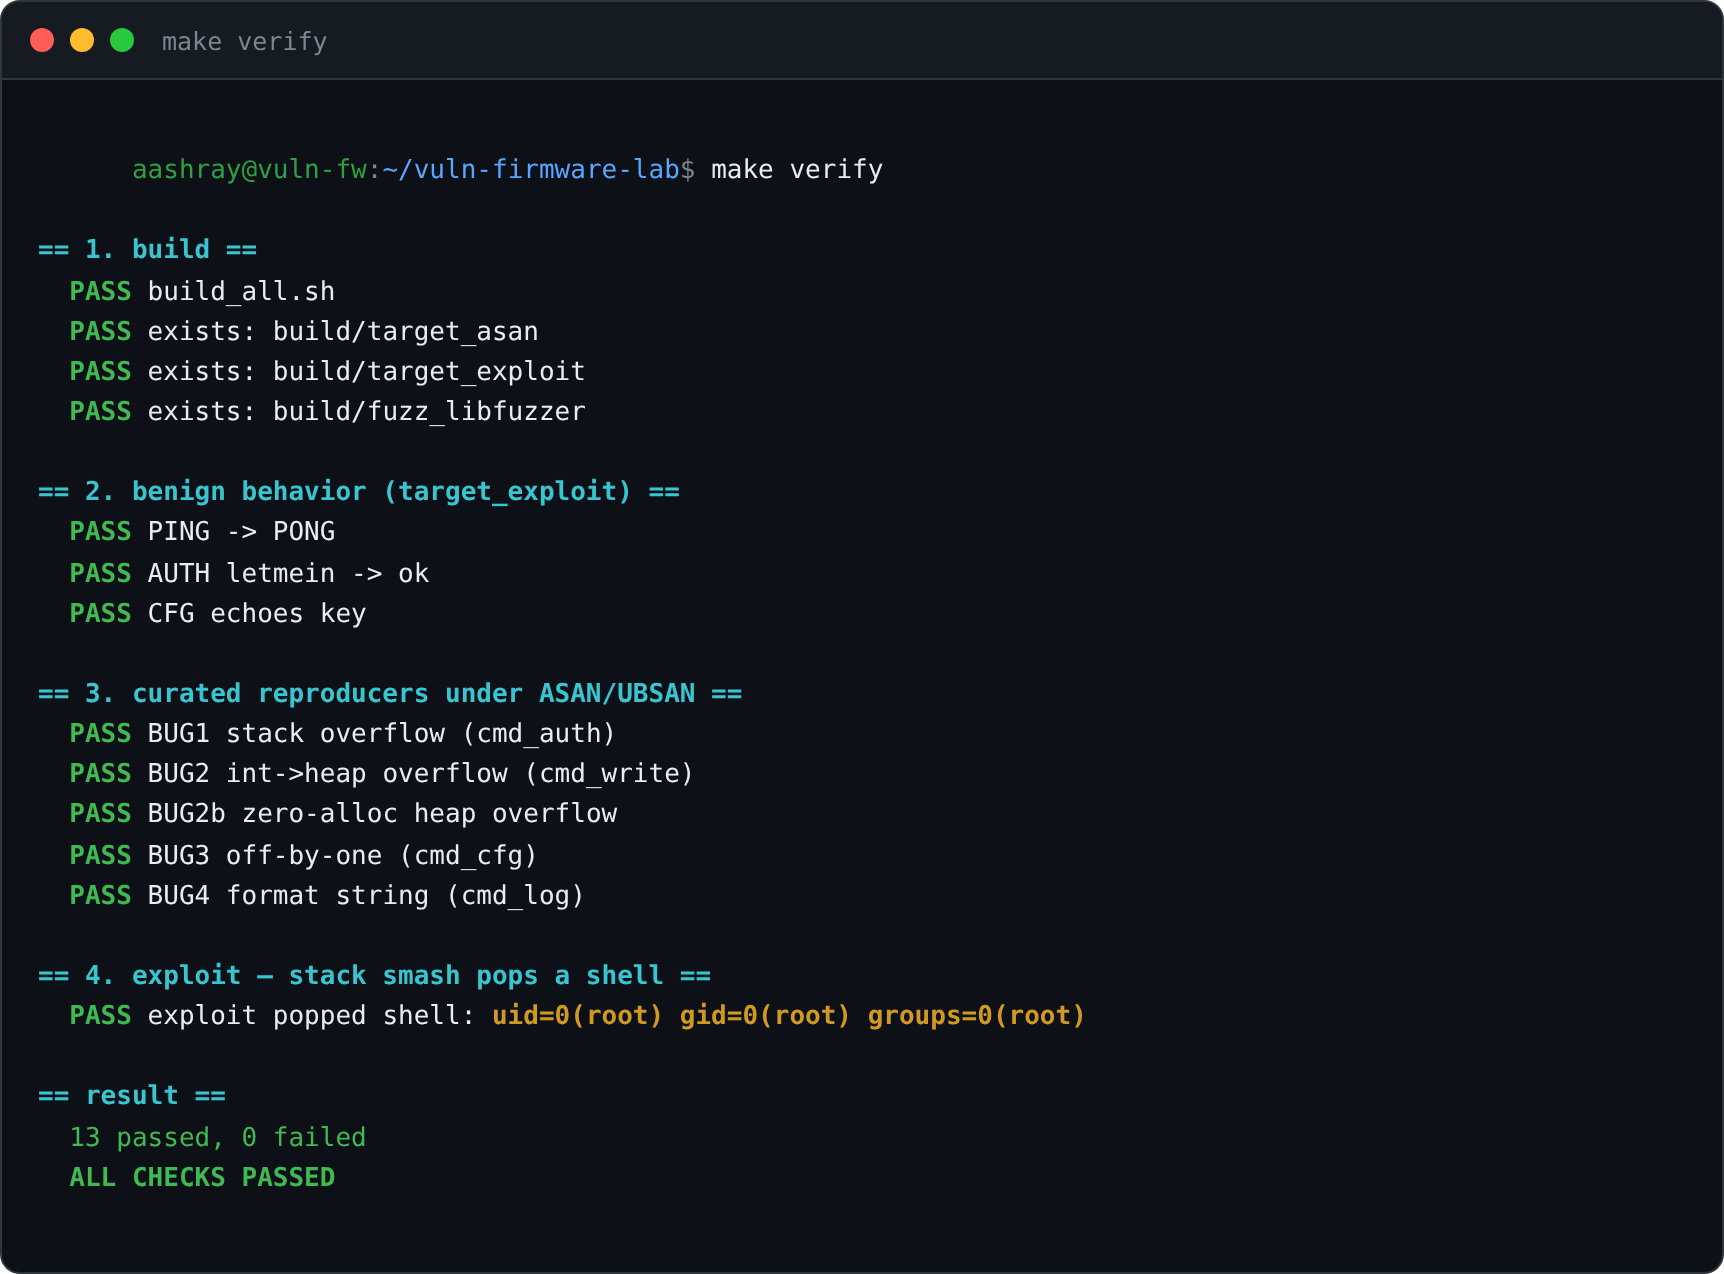 make verify
aashray@vuln-fw:~/vuln-firmware-lab$ make verify
== 1. build ==
PASS build_all.sh
PASS exists: build/target_asan
PASS exists: build/target_exploit
PASS exists: build/fuzz_libfuzzer
== 2. benign behavior (target_exploit) ==
PASS PING -> PONG
PASS AUTH letmein -> ok
PASS CFG echoes key
== 3. curated reproducers under ASAN/UBSAN ==
PASS BUG1 stack overflow (cmd_auth)
PASS BUG2 int->heap overflow (cmd_write)
PASS BUG2b zero-alloc heap overflow
PASS BUG3 off-by-one (cmd_cfg)
PASS BUG4 format string (cmd_log)
== 4. exploit — stack smash pops a shell ==
PASS exploit popped shell: uid=0(root) gid=0(root) groups=0(root)
== result ==
13 passed, 0 failed
ALL CHECKS PASSED